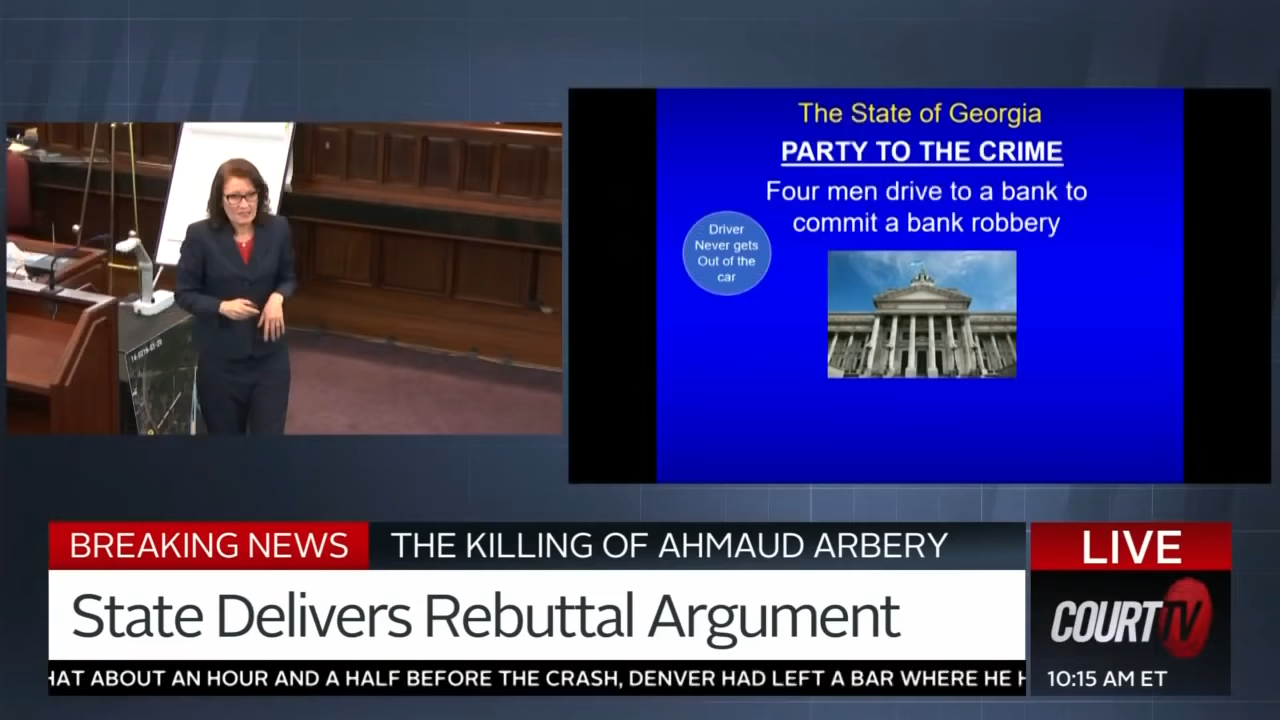 The State of Georgia
PARTY TO THE CRIME
Four men drive to a bank to
commit a bank robbery
Driver
Never gets
Out of the
car
BREAKING NEWS
THE KILLING OF AHMAUD ARBERY
LIVE
State Delivers Rebuttal Argument
COURT TV
HAT ABOUT AN HOUR AND A HALF BEFORE THE CRASH, DENVER HAD LEFT A BAR WHERE HE H
10:15 AM ET